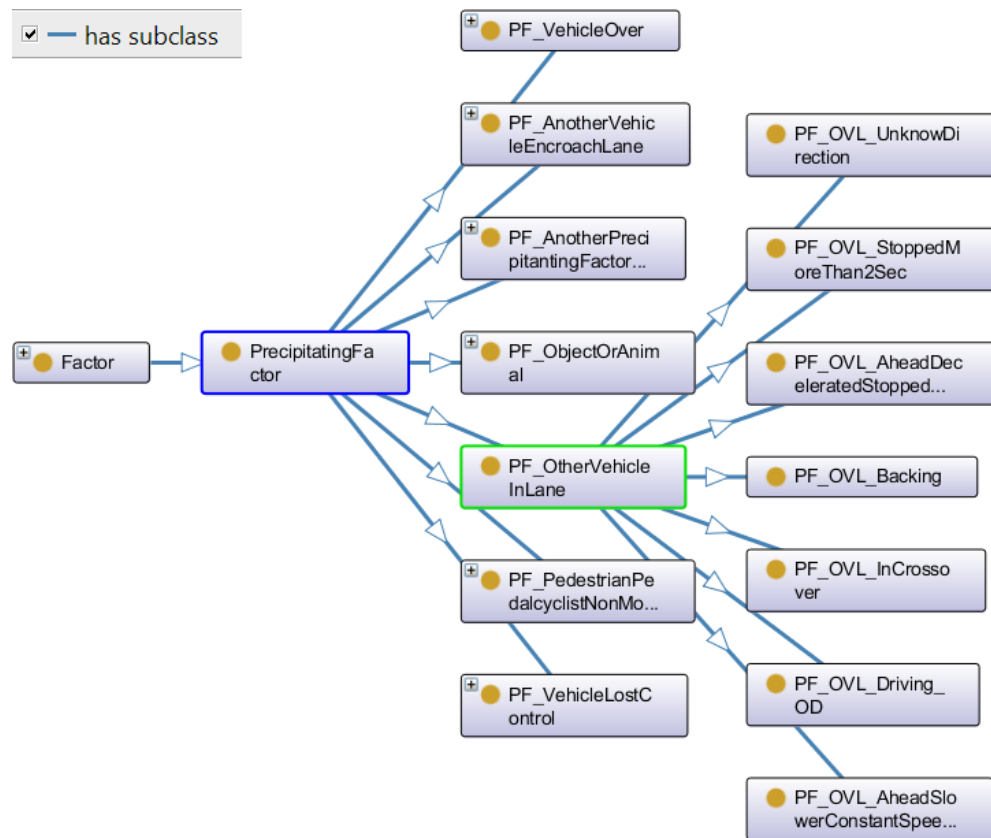 has subclass
PF_VehicleOver
PF_AnotherVehic
leEncroachLane
PF_OVL_UnknowDi
rection
PF_AnotherPreci
pitantingFactor...
PF_OVL_StoppedM
oreThan2Sec
Factor
PrecipitatingFa
ctor
PF_ObjectOrAnim
al
PF_OVL_AheadDec
eleratedStopped...
PF_OtherVehicle
InLane
PF_OVL_Backing
PF_PedestrianPe
dalcyclistNonMo...
PF_OVL_InCrosso
ver
PF_VehicleLostC
ontrol
PF_OVL_Driving_
OD
PF_OVL_AheadSlo
werConstantSpee...